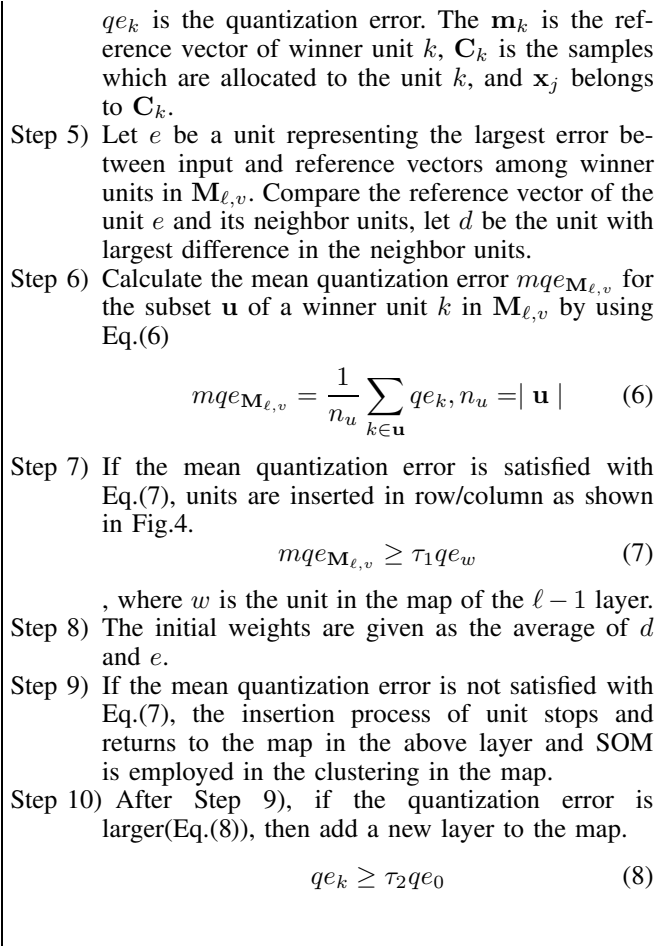 qe_k is the quantization error. The m_k is the ref-
erence vector of winner unit k, C_k is the samples
which are allocated to the unit k, and x_j belongs
to C_k.
Step 5) Let e be a unit representing the largest error be-
tween input and reference vectors among winner
units in M_{ℓ,v}. Compare the reference vector of the
unit e and its neighbor units, let d be the unit with
largest difference in the neighbor units.
Step 6) Calculate the mean quantization error mqe_{M_{ℓ,v}} for
the subset u of a winner unit k in M_{ℓ,v} by using
Eq.(6)
mqe_{M_{ℓ,v}} = \frac{1}{n_u} \sum_{k∈u} qe_k, n_u =| u | (6)
Step 7) If the mean quantization error is satisfied with
Eq.(7), units are inserted in row/column as shown
in Fig.4.
mqe_{M_{ℓ,v}} ≥ τ_1 qe_w (7)
, where w is the unit in the map of the ℓ − 1 layer.
Step 8) The initial weights are given as the average of d
and e.
Step 9) If the mean quantization error is not satisfied with
Eq.(7), the insertion process of unit stops and
returns to the map in the above layer and SOM
is employed in the clustering in the map.
Step 10) After Step 9), if the quantization error is
larger(Eq.(8)), then add a new layer to the map.
qe_k ≥ τ_2 qe_0 (8)